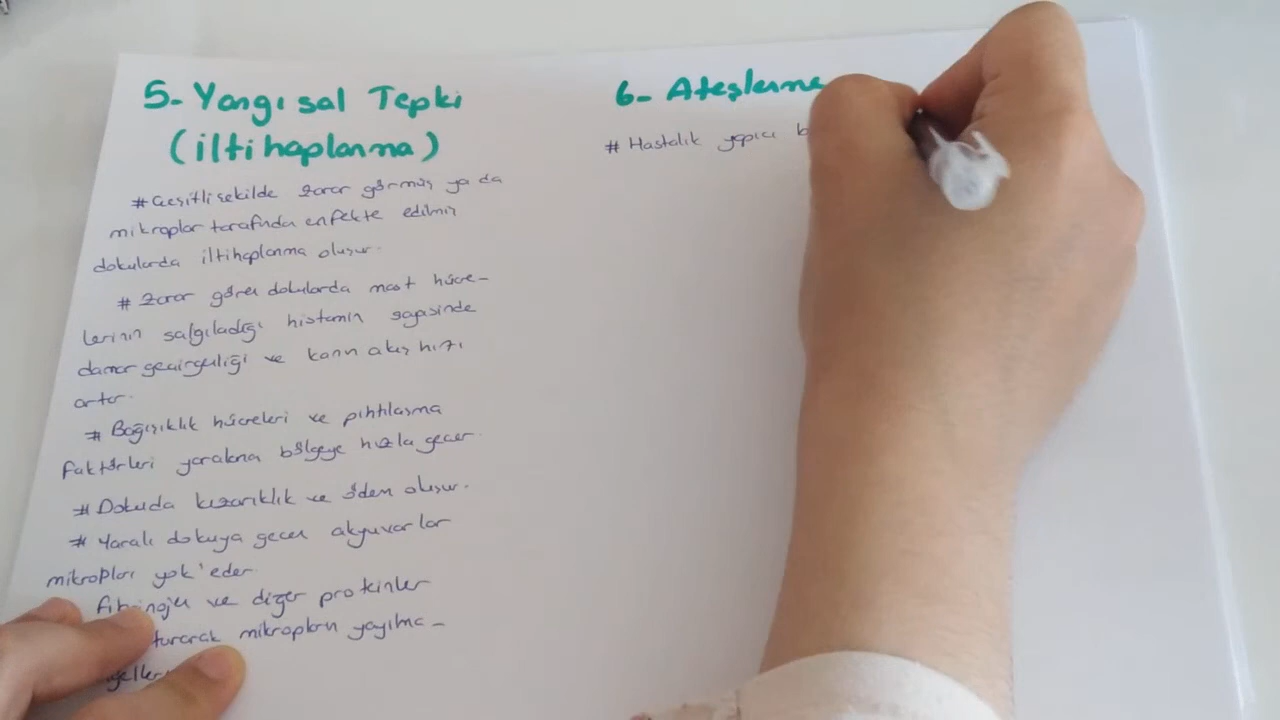 5- Yangısal Tepki
(iltihaplanma)
# Çeşitli şekilde zarar görmüş ya da
mikroplar tarafında enfekte edilmiş
dokularda iltihaplanma oluşur.
# Zarar gören dokularda mast hücre-
lerinin salgıladığı histamin sayesinde
damar geçirgenliği ve kanın akış hızı
artar.
# Bağışıklık hücreleri ve pıhtılaşma
faktörleri yaralama bölgeye hızla geçer.
# Dokuda kızarıklık ve ödem oluşur.
# Yaralı dokuya geçen akyuvarlar
mikropları yok eder.
ve diğer proteinler
mikropların yayılma-
6- Ateşlenme
# Hastalık yapıcı b